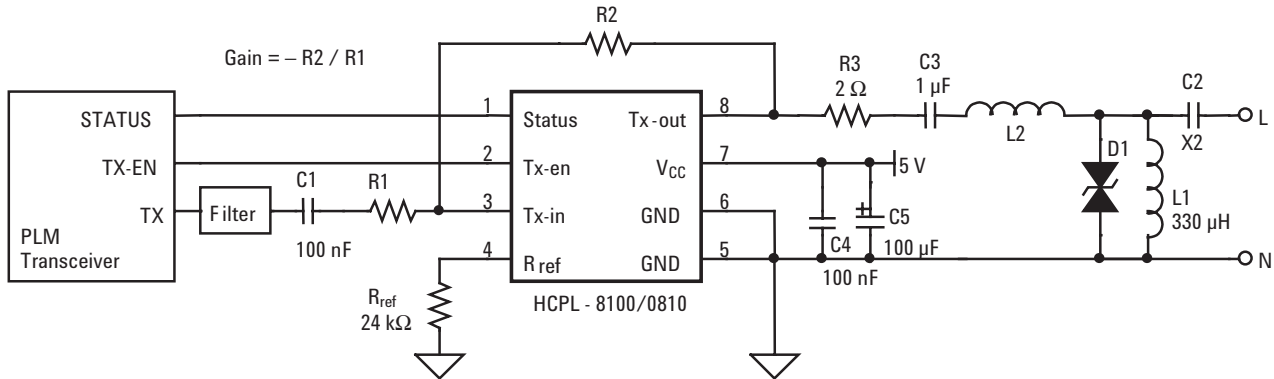 R2
Gain = – R2 / R1
R3
2 Ω
C3
1 µF
C2
X2
L2
L
STATUS
TX-EN
TX
PLM
Transceiver
Filter
C1
100 nF
R1
1
2
3
4
Status
Tx-en
Tx-in
R ref
Tx-out
VCC
GND
GND
8
7
6
5
HCPL - 8100/0810
5 V
C4
100 nF
+
C5
100 µF
D1
L1
330 µH
N
Rref
24 kΩ